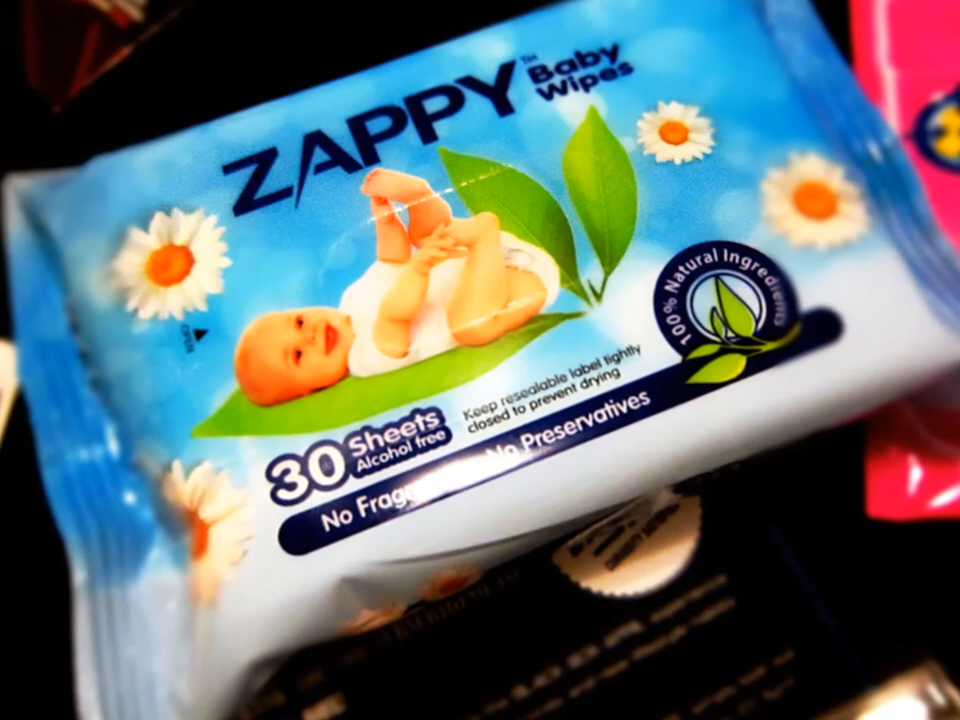 ZAPPY™
Baby
Wipes
OPEN
100% Natural Ingredients
30 Sheets
Alcohol free
Keep resealable label tightly
closed to prevent drying
No Preservatives